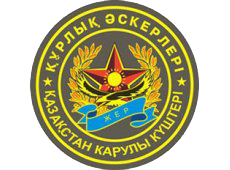 ҚҰРЛЫҚ ӘСКЕРЛЕРІ
ЖЕР
ҚАЗАҚСТАН ҚАРУЛЫ КҮШТЕРІ